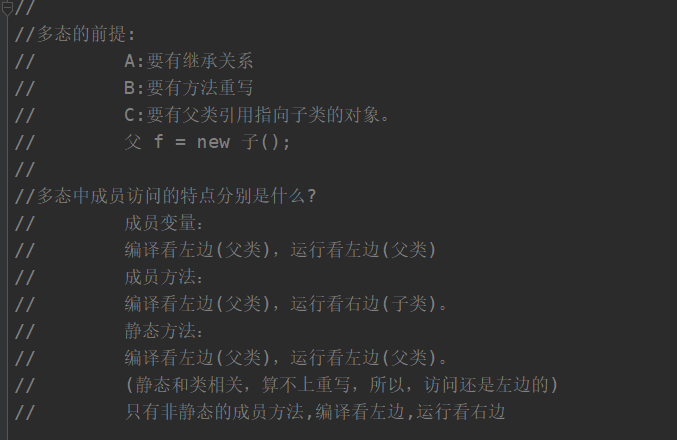 //
//多态的前提:
//        A:要有继承关系
//        B:要有方法重写
//        C:要有父类引用指向子类的对象。
//        父 f = new 子();
//
//多态中成员访问的特点分别是什么?
//        成员变量:
//        编译看左边(父类)，运行看左边(父类)
//        成员方法:
//        编译看左边(父类)，运行看右边(子类)。
//        静态方法:
//        编译看左边(父类)，运行看左边(父类)。
//        (静态和类相关，算不上重写，所以，访问还是左边的)
//        只有非静态的成员方法,编译看左边,运行看右边